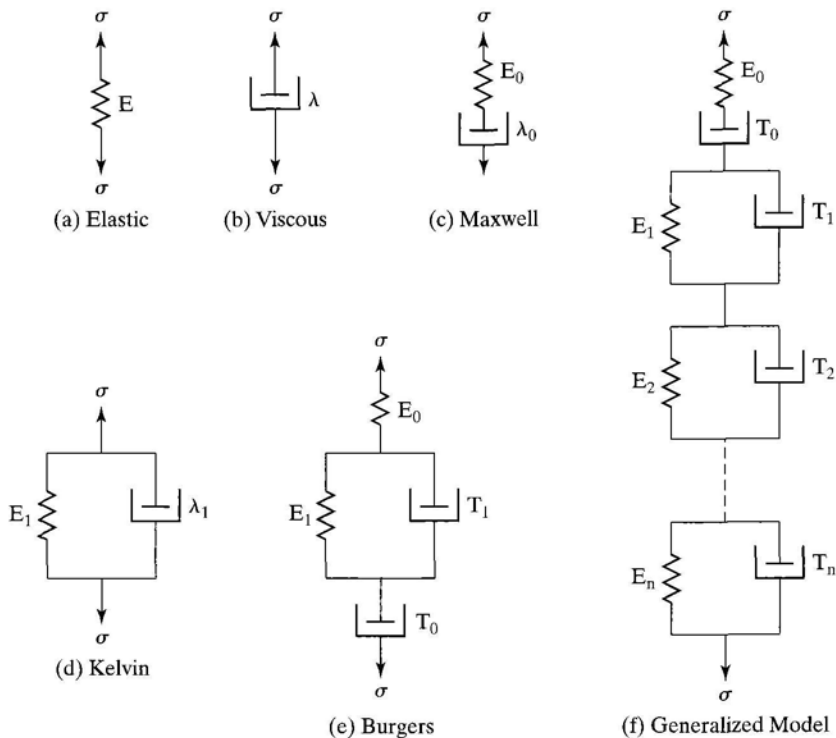 σ
E
σ
(a) Elastic
σ
λ
σ
(b) Viscous
σ
E₀
λ₀
σ
(c) Maxwell
σ
E₁
λ₁
σ
(d) Kelvin
σ
E₀
E₁
T₁
T₀
σ
(e) Burgers
σ
E₀
T₀
E₁
T₁
E₂
T₂
Eₙ
Tₙ
σ
(f) Generalized Model